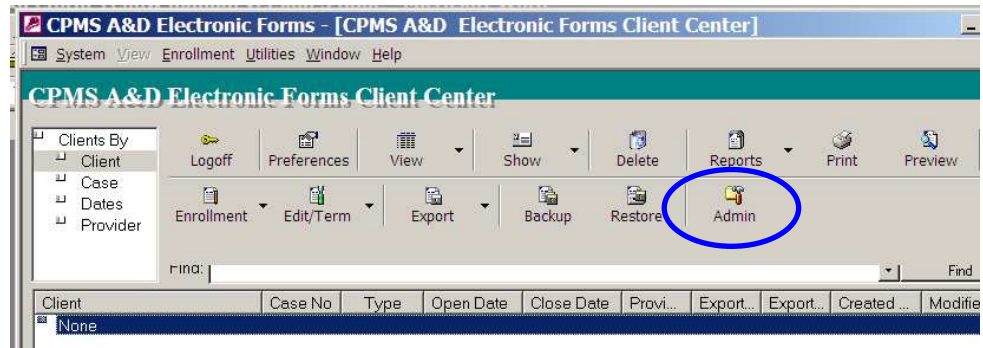 CPMS A&D Electronic Forms - [CPMS A&D Electronic Forms Client Center]
System View Enrollment Utilities Window Help
CPMS A&D Electronic Forms Client Center
Clients By
Client
Case
Dates
Provider
Logoff Preferences View Show Delete Reports Print Preview
Enrollment Edit/Term Export Backup Restore Admin
Find: Find
Client Case No Type Open Date Close Date Provi... Export... Export... Created ... Modifie
None